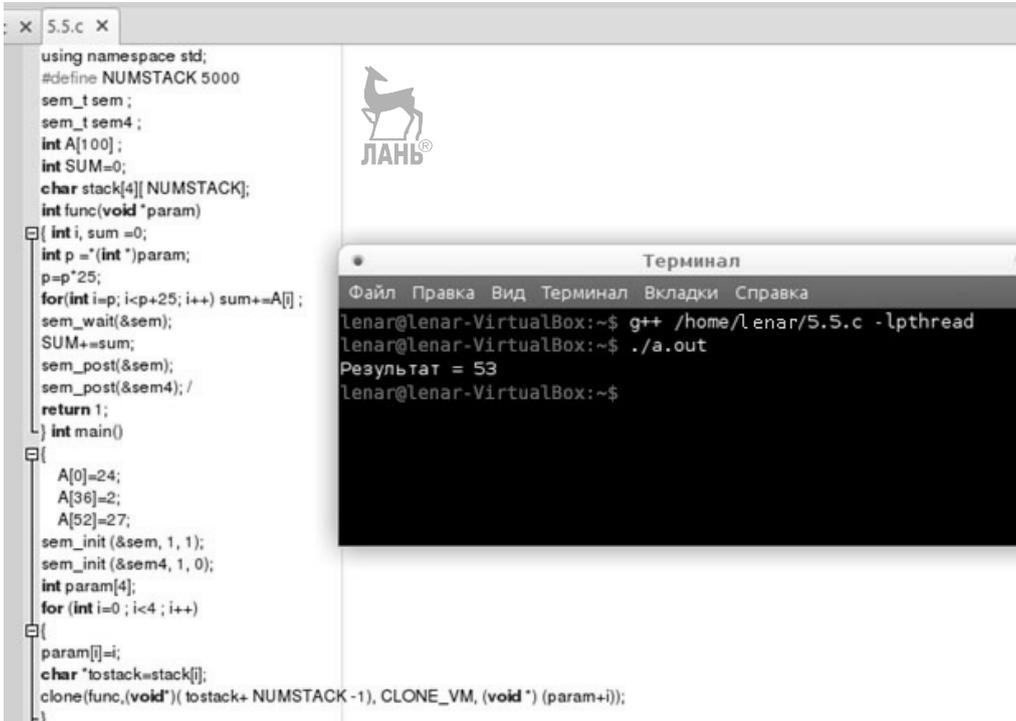 5.5.c
using namespace std;
#define NUMSTACK 5000
sem_t sem ;
sem_t sem4 ;
int A[100] ;
int SUM=0;
char stack[4][ NUMSTACK];
int func(void *param)
{ int i, sum =0;
int p =*(int *)param;
p=p*25;
for(int i=p; i<p+25; i++) sum+=A[i] ;
sem_wait(&sem);
SUM+=sum;
sem_post(&sem);
sem_post(&sem4); /
return 1;
} int main()
{
A[0]=24;
A[36]=2;
A[52]=27;
sem_init (&sem, 1, 1);
sem_init (&sem4, 1, 0);
int param[4];
for (int i=0 ; i<4 ; i++)
{
param[i]=i;
char *tostack=stack[i];
clone(func,(void*)( tostack+ NUMSTACK -1), CLONE_VM, (void *) (param+i));
}
ЛАНЬ®
Терминал
Файл Правка Вид Терминал Вкладки Справка
lenar@lenar-VirtualBox:~$ g++ /home/lenar/5.5.c -lpthread
lenar@lenar-VirtualBox:~$ ./a.out
Результат = 53
lenar@lenar-VirtualBox:~$